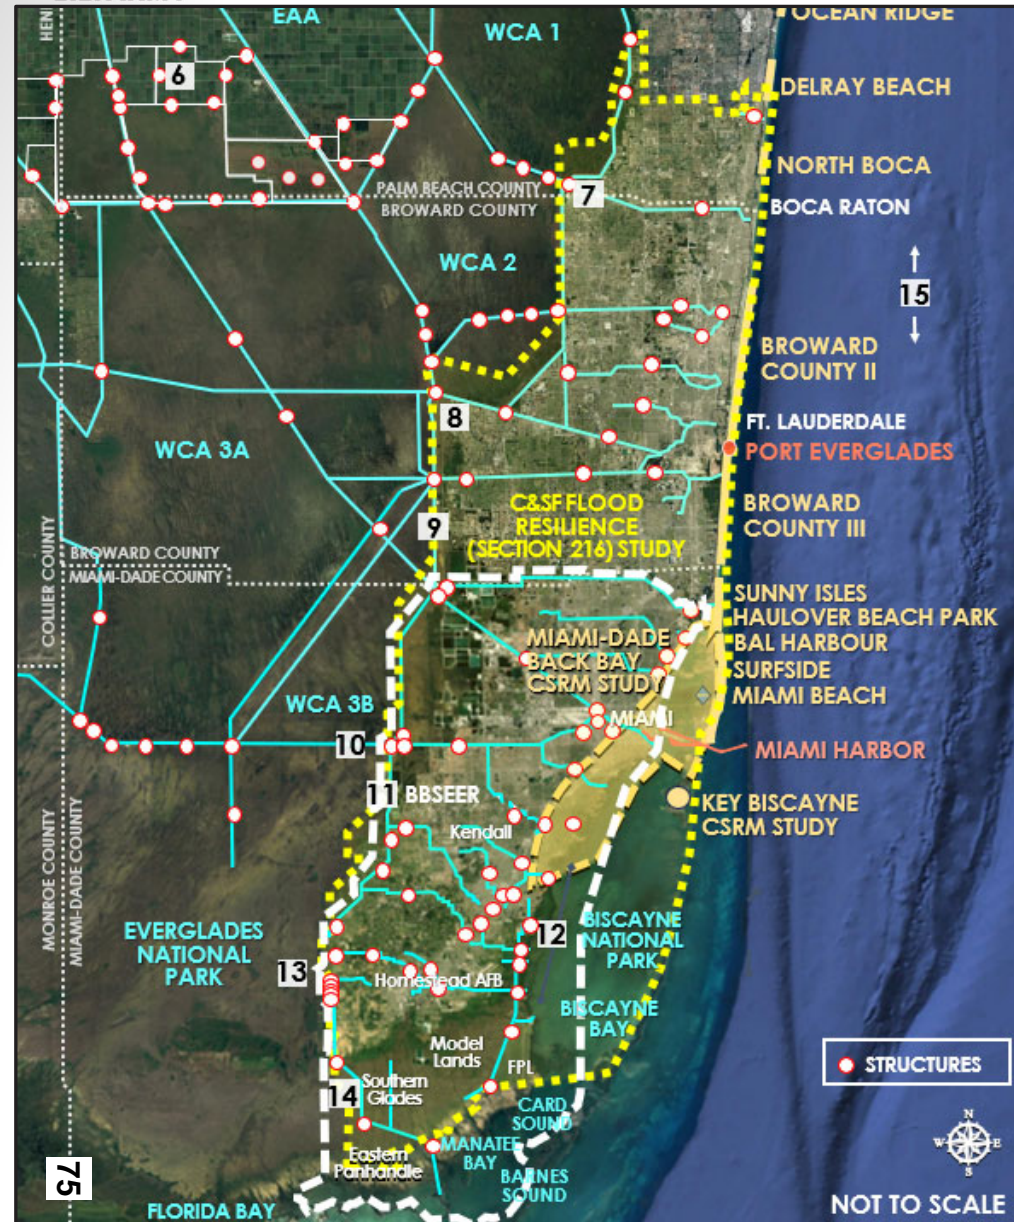 EAA
WCA 1
OCEAN RIDGE
HENI
6
DELRAY BEACH
NORTH BOCA
PALM BEACH COUNTY
BROWARD COUNTY
7
BOCA RATON
WCA 2
15
BROWARD
COUNTY II
8
FT. LAUDERDALE
WCA 3A
PORT EVERGLADES
C&SF FLOOD
RESILIENCE
(SECTION 216) STUDY
BROWARD
COUNTY III
9
BROWARD COUNTY
MIAMI-DADE COUNTY
COLLIER COUNTY
SUNNY ISLES
HAULOVER BEACH PARK
BAL HARBOUR
SURFSIDE
MIAMI BEACH
MIAMI-DADE
BACK BAY
CSRM STUDY
WCA 3B
MIAMI
10
MIAMI HARBOR
11
BBSEER
KEY BISCAYNE
CSRM STUDY
Kendall
MONROE COUNTY
MIAMI-DADE COUNTY
EVERGLADES
NATIONAL
PARK
12
BISCAYNE
NATIONAL
PARK
13
Homestead AFB
BISCAYNE
BAY
Model
Lands
FPL
STRUCTURES
Southern
Glades
14
CARD
SOUND
MANATEE
BAY
Eastern
Panhandle
BARNES
SOUND
N
W
E
S
75
FLORIDA BAY
NOT TO SCALE